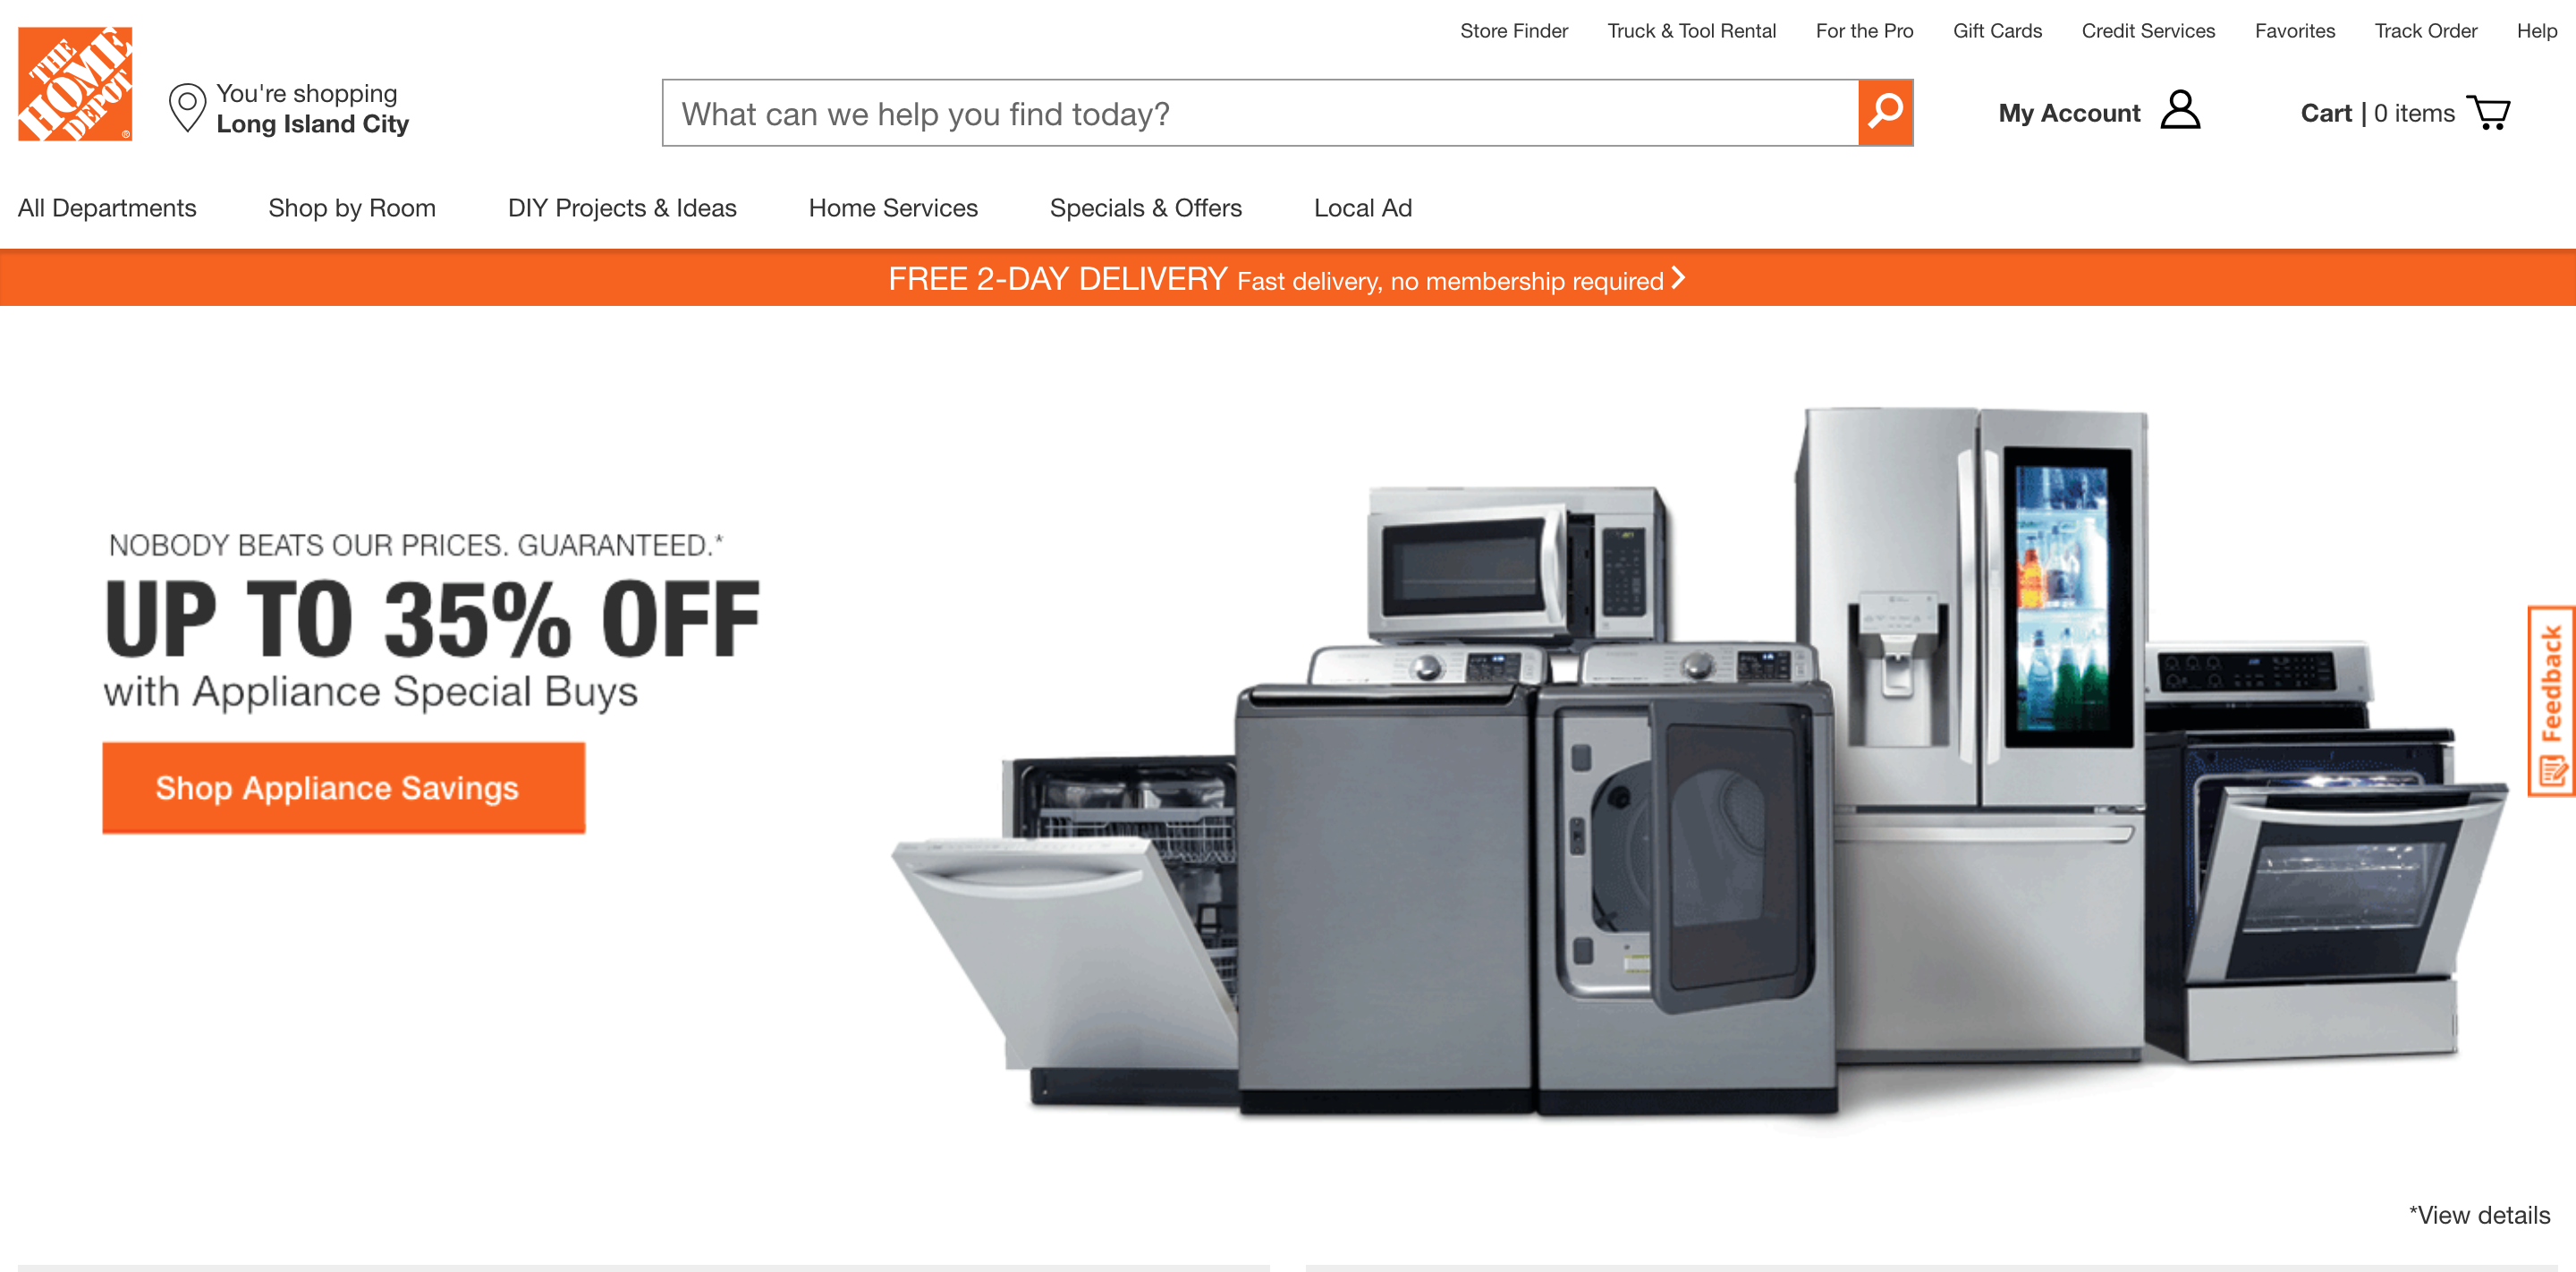 Store Finder Truck & Tool Rental For the Pro Gift Cards Credit Services Favorites Track Order Help
THE
HOME
DEPOT
®
You're shopping
Long Island City
What can we help you find today?
My Account
Cart | 0 items
All Departments Shop by Room DIY Projects & Ideas Home Services Specials & Offers Local Ad
FREE 2-DAY DELIVERY Fast delivery, no membership required
NOBODY BEATS OUR PRICES. GUARANTEED.*
UP TO 35% OFF
with Appliance Special Buys
Shop Appliance Savings
Feedback
*View details